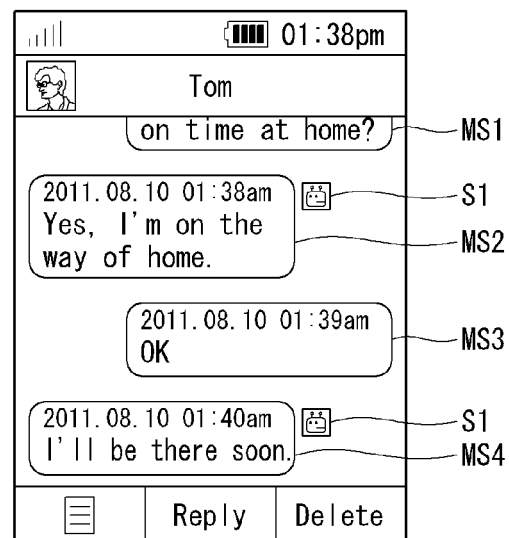 01:38pm
Tom
on time at home?
MS1
2011.08.10 01:38am
S1
Yes, I'm on the
way of home.
MS2
2011.08.10 01:39am
OK
MS3
2011.08.10 01:40am
S1
I'll be there soon.
MS4
Reply
Delete